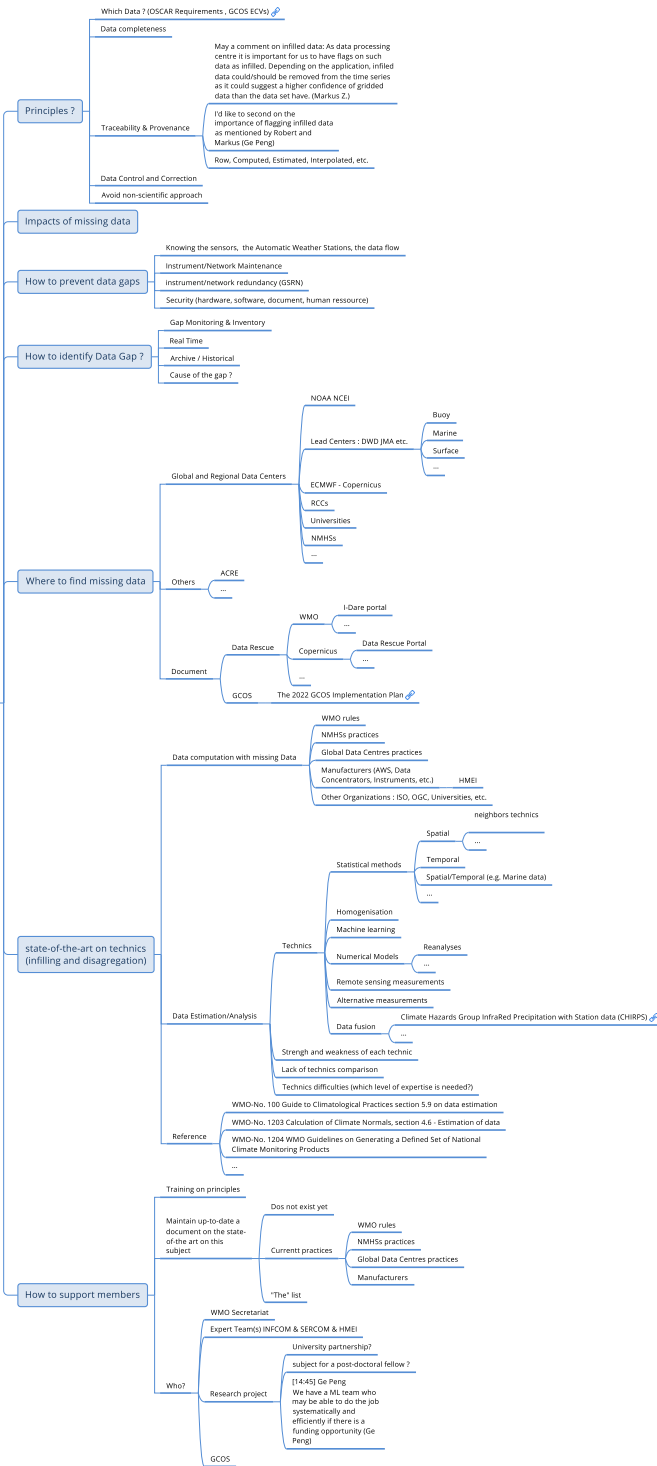 Which Data ? (OSCAR Requirements , GCOS ECVs)
Data completeness
May a comment on infilled data: As data processing
centre it is important for us to have flags on such
data as infilled. Depending on the application, infiled
data could/should be removed from the time series
as it could suggest a higher confidence of gridded
data than the data set have. (Markus Z.)
Principles ?
I'd like to second on the
importance of flagging infilled data
as mentioned by Robert and
Markus (Ge Peng)
Traceability & Provenance
Row, Computed, Estimated, Interpolated, etc.
Data Control and Correction
Avoid non-scientific approach
Impacts of missing data
How to prevent data gaps
Knowing the sensors,  the Automatic Weather Stations, the data flow
Instrument/Network Maintenance
instrument/network redundancy (GSRN)
Security (hardware, software, document, human ressource)
How to identify Data Gap ?
Gap Monitoring & Inventory
Real Time
Archive / Historical
Cause of the gap ?
Where to find missing data
Global and Regional Data Centers
NOAA NCEI
Lead Centers : DWD JMA etc.
Buoy
Marine
Surface
...
ECMWF - Copernicus
RCCs
Universities
NMHSs
...
Others
ACRE
...
Document
Data Rescue
WMO
I-Dare portal
...
Copernicus
Data Rescue Portal
...
...
GCOS
The 2022 GCOS Implementation Plan
state-of-the-art on technics
(infilling and disagregation)
Data computation with missing Data
WMO rules
NMHSs practices
Global Data Centres practices
Manufacturers (AWS, Data
Concentrators, Instruments, etc.)
HMEI
Other Organizations : ISO, OGC, Universities, etc.
Data Estimation/Analysis
Technics
Statistical methods
Spatial
neighbors technics
...
Temporal
Spatial/Temporal (e.g. Marine data)
...
Homogenisation
Machine learning
Numerical Models
Reanalyses
...
Remote sensing measurements
Alternative measurements
Data fusion
Climate Hazards Group InfraRed Precipitation with Station data (CHIRPS)
...
Strengh and weakness of each technic
Lack of technics comparison
Technics difficulties (which level of expertise is needed?)
Reference
WMO-No. 100 Guide to Climatological Practices section 5.9 on data estimation
WMO-No. 1203 Calculation of Climate Normals, section 4.6 - Estimation of data
WMO-No. 1204 WMO Guidelines on Generating a Defined Set of National
Climate Monitoring Products
...
How to support members
Training on principles
Maintain up-to-date a
document on the state-
of-the art on this
subject
Dos not exist yet
Currentt practices
WMO rules
NMHSs practices
Global Data Centres practices
Manufacturers
"The" list
Who?
WMO Secretariat
Expert Team(s) INFCOM & SERCOM & HMEI
Research project
University partnership?
subject for a post-doctoral fellow ?
[14:45] Ge Peng
We have a ML team who
may be able to do the job
systematically and
efficiently if there is a
funding opportunity (Ge
Peng)
GCOS